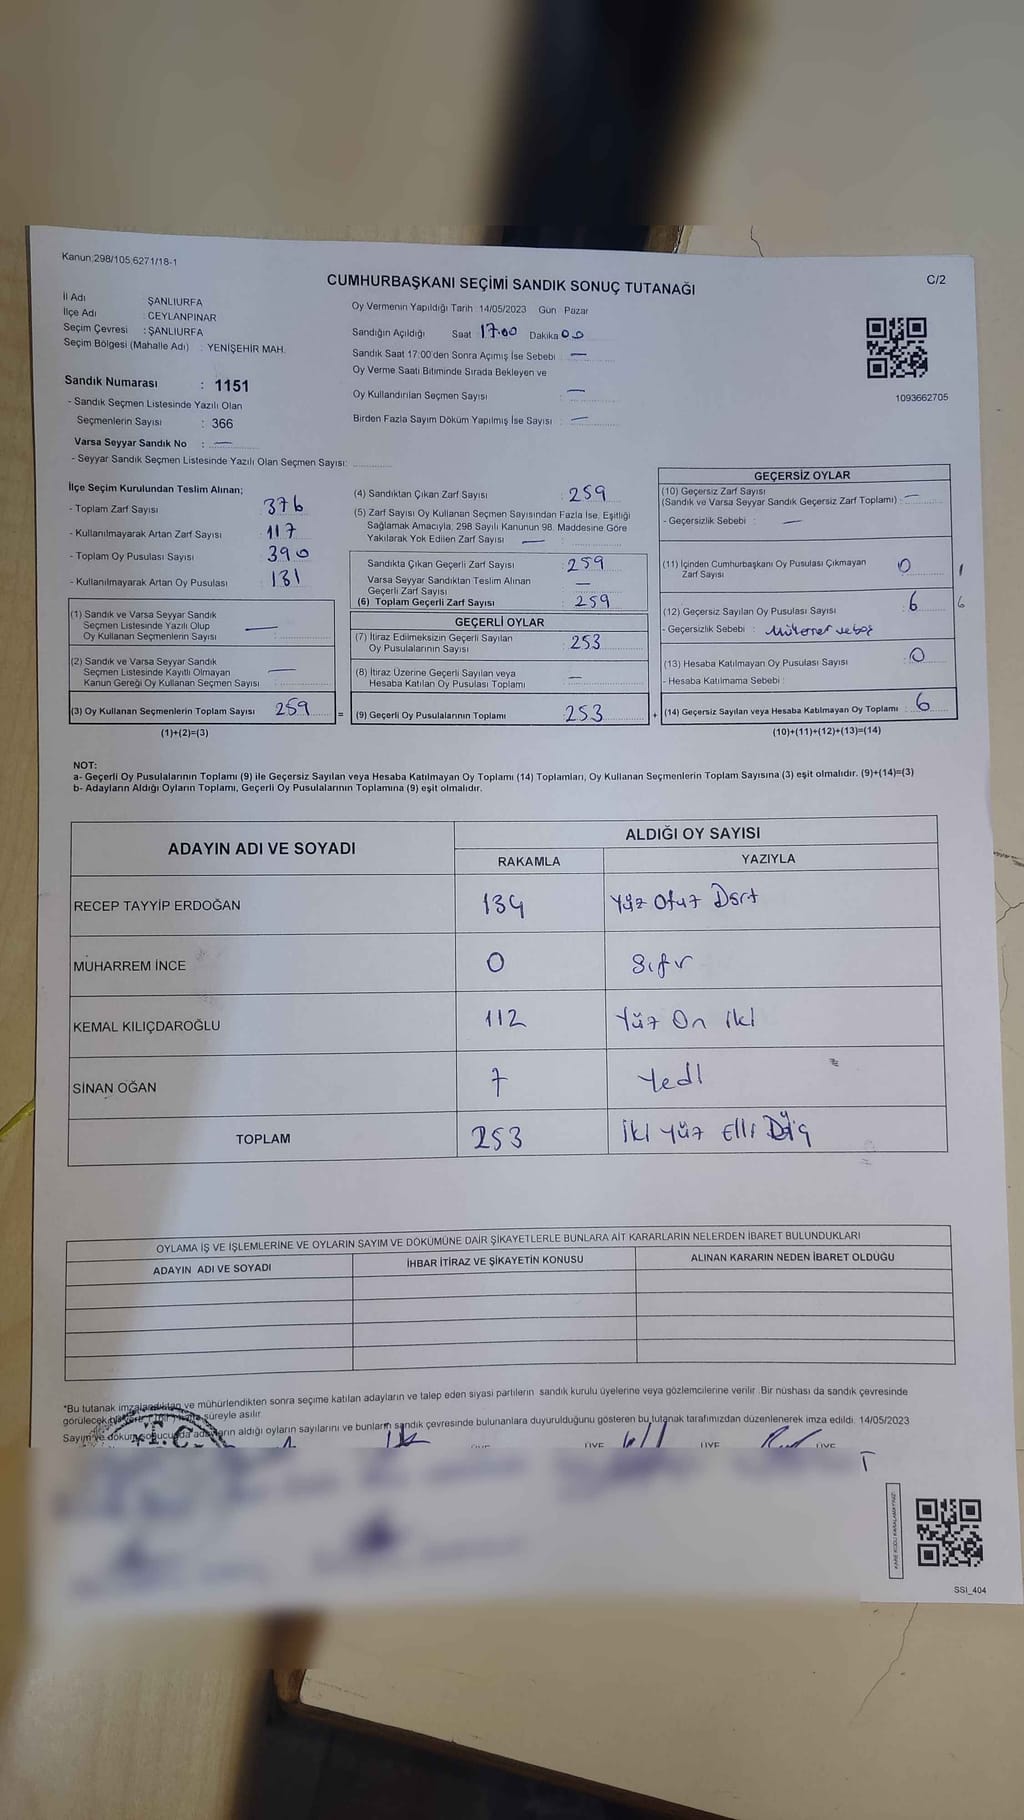 Kanun:298/105,6271/18-1
CUMHURBAŞKANI SEÇİMİ SANDIK SONUÇ TUTANAĞI
C/2
İl Adı : ŞANLIURFA
İlçe Adı : CEYLANPINAR
Seçim Çevresi : ŞANLIURFA
Seçim Bölgesi (Mahalle Adı) : YENİŞEHİR MAH.
Sandık Numarası : 1151
- Sandık Seçmen Listesinde Yazılı Olan
Seçmenlerin Sayısı : 366
Varsa Seyyar Sandık No : —
- Seyyar Sandık Seçmen Listesinde Yazılı Olan Seçmen Sayısı:
Oy Vermenin Yapıldığı Tarih 14/05/2023 Gün Pazar
Sandığın Açıldığı Saat 17.00 Dakika 00
Sandık Saat 17:00'den Sonra Açımış İse Sebebi : —
Oy Verme Saati Bitiminde Sırada Bekleyen ve
Oy Kullandırılan Seçmen Sayısı : —
Birden Fazla Sayım Döküm Yapılmış İse Sayısı : —
1093662705
İlçe Seçim Kurulundan Teslim Alınan;
- Toplam Zarf Sayısı 376
- Kullanılmayarak Artan Zarf Sayısı 117
- Toplam Oy Pusulası Sayısı 390
- Kullanılmayarak Artan Oy Pusulası 131
(1) Sandık ve Varsa Seyyar Sandık
Seçmen Listesinde Yazılı Olup
Oy Kullanan Seçmenlerin Sayısı : —
(2) Sandık ve Varsa Seyyar Sandık
Seçmen Listesinde Kayıtlı Olmayan
Kanun Gereği Oy Kullanan Seçmen Sayısı : —
(3) Oy Kullanan Seçmenlerin Toplam Sayısı 259 =
(1)+(2)=(3)
(4) Sandıktan Çıkan Zarf Sayısı : 259
(5) Zarf Sayısı Oy Kullanan Seçmen Sayısından Fazla İse, Eşitliği
Sağlamak Amacıyla, 298 Sayılı Kanunun 98. Maddesine Göre
Yakılarak Yok Edilen Zarf Sayısı —
Sandıkta Çıkan Geçerli Zarf Sayısı : 259
Varsa Seyyar Sandıktan Teslim Alınan
Geçerli Zarf Sayısı : —
(6) Toplam Geçerli Zarf Sayısı : 259
GEÇERLİ OYLAR
(7) İtiraz Edilmeksizin Geçerli Sayılan
Oy Pusulalarının Sayısı : 253
(8) İtiraz Üzerine Geçerli Sayılan veya
Hesaba Katılan Oy Pusulası Toplamı : —
(9) Geçerli Oy Pusulalarının Toplamı : 253 +
GEÇERSİZ OYLAR
(10) Geçersiz Zarf Sayısı
(Sandık ve Varsa Seyyar Sandık Geçersiz Zarf Toplamı) : —
- Geçersizlik Sebebi : —
(11) İçinden Cumhurbaşkanı Oy Pusulası Çıkmayan
Zarf Sayısı : 0
(12) Geçersiz Sayılan Oy Pusulası Sayısı : 6 6
- Geçersizlik Sebebi :
(13) Hesaba Katılmayan Oy Pusulası Sayısı : 0
- Hesaba Katılmama Sebebi :
(14) Geçersiz Sayılan veya Hesaba Katılmayan Oy Toplamı : 6
(10)+(11)+(12)+(13)=(14)
NOT:
a- Geçerli Oy Pusulalarının Toplamı (9) ile Geçersiz Sayılan veya Hesaba Katılmayan Oy Toplamı (14) Toplamları, Oy Kullanan Seçmenlerin Toplam Sayısına (3) eşit olmalıdır. (9)+(14)=(3)
b- Adayların Aldığı Oyların Toplamı, Geçerli Oy Pusulalarının Toplamına (9) eşit olmalıdır.
ADAYIN ADI VE SOYADI
ALDIĞI OY SAYISI
RAKAMLA YAZIYLA
RECEP TAYYİP ERDOĞAN 134 Yüz Otuz Dört
MUHARREM İNCE 0 Sıfır
KEMAL KILIÇDAROĞLU 112 Yüz On iki
SİNAN OĞAN 7 Yedi
TOPLAM 253 İki Yüz Elli
OYLAMA İŞ VE İŞLEMLERİNE VE OYLARIN SAYIM VE DÖKÜMÜNE DAİR ŞİKAYETLERLE BUNLARA AİT KARARLARIN NELERDEN İBARET BULUNDUKLARI
ADAYIN ADI VE SOYADI İHBAR İTİRAZ VE ŞİKAYETİN KONUSU ALINAN KARARIN NEDEN İBARET OLDUĞU
*Bu tutanak imzalandıktan ve mühürlendikten sonra seçime katılan adayların ve talep eden siyasi partilerin sandık kurulu üyelerine veya gözlemcilerine verilir .Bir nüshası da sandık çevresinde
görülecek süreyle asılır.
Sayım ve döküm sonucunda adayların aldığı oyların sayılarını ve bunların sandık çevresinde bulunanlara duyurulduğunu gösteren bu tutanak tarafımızdan düzenlenerek imza edildi. 14/05/2023
T.C.
ÜYE ÜYE ÜYE ÜYE
SSI_404